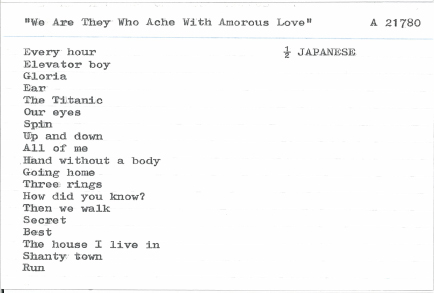 "We Are They Who Ache With Amorous Love" A 21780
Every hour ½ JAPANESE
Elevator boy
Gloria
Ear
The Titanic
Our eyes
Spin
Up and down
All of me
Hand without a body
Going home
Three rings
How did you know?
Then we walk
Secret
Best
The house I live in
Shanty town
Run